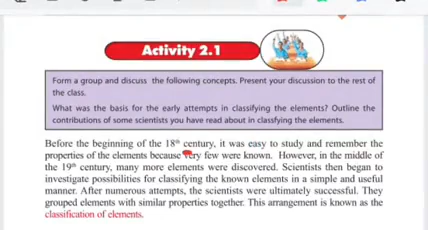 Activity 2.1
Form a group and discuss the following concepts. Present your discussion to the rest of
the class.
What was the basis for the early attempts in classifying the elements? Outline the
contributions of some scientists you have read about in classfying the elements.
Before the beginning of the 18th century, it was easy to study and remember the
properties of the elements because very few were known. However, in the middle of
the 19th century, many more elements were discovered. Scientists then began to
investigate possibilities for classifying the known elements in a simple and useful
manner. After numerous attempts, the scientists were ultimately successful. They
grouped elements with similar properties together. This arrangement is known as the
classification of elements.